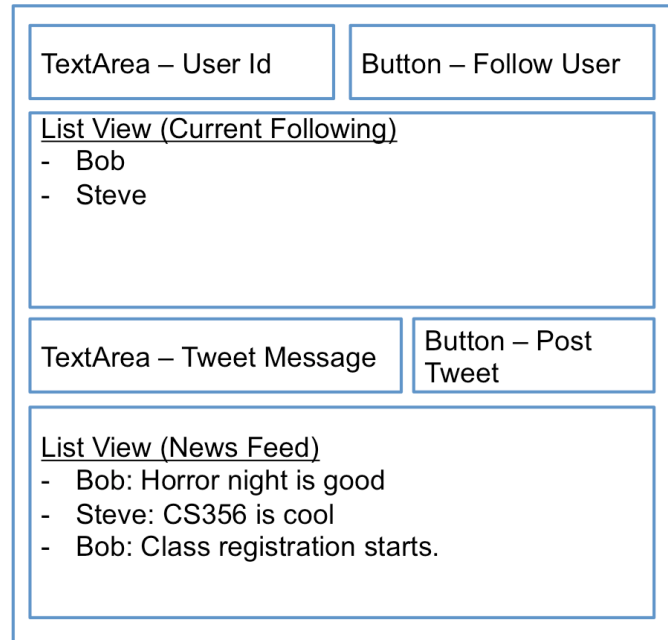 TextArea – User Id
Button – Follow User
List View (Current Following)
- Bob
- Steve
TextArea – Tweet Message
Button – Post
Tweet
List View (News Feed)
- Bob: Horror night is good
- Steve: CS356 is cool
- Bob: Class registration starts.